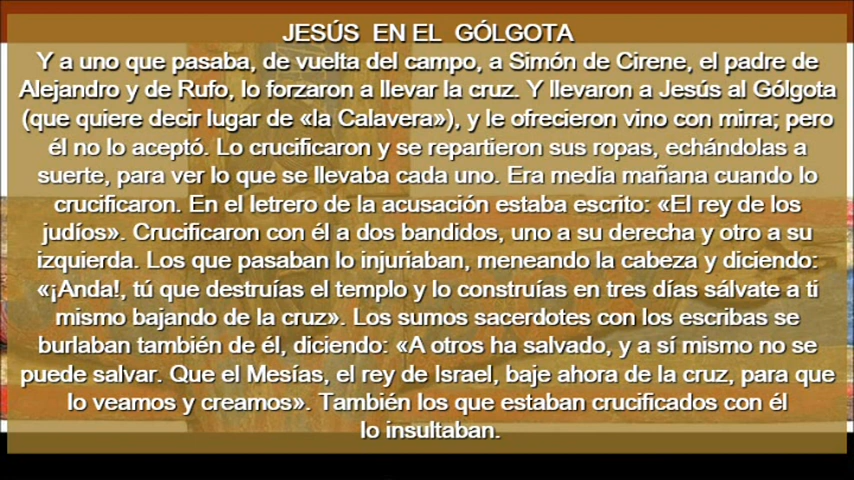 JESÚS EN EL GÓLGOTA
Y a uno que pasaba, de vuelta del campo, a Simón de Cirene, el padre de
Alejandro y de Rufo, lo forzaron a llevar la cruz. Y llevaron a Jesús al Gólgota
(que quiere decir lugar de «la Calavera»), y le ofrecieron vino con mirra; pero
él no lo aceptó. Lo crucificaron y se repartieron sus ropas, echándolas a
suerte, para ver lo que se llevaba cada uno. Era media mañana cuando lo
crucificaron. En el letrero de la acusación estaba escrito: «El rey de los
judíos». Crucificaron con él a dos bandidos, uno a su derecha y otro a su
izquierda. Los que pasaban lo injuriaban, meneando la cabeza y diciendo:
«¡Anda!, tú que destruías el templo y lo construías en tres días sálvate a ti
mismo bajando de la cruz». Los sumos sacerdotes con los escribas se
burlaban también de él, diciendo: «A otros ha salvado, y a sí mismo no se
puede salvar. Que el Mesías, el rey de Israel, baje ahora de la cruz, para que
lo veamos y creamos». También los que estaban crucificados con él
lo insultaban.